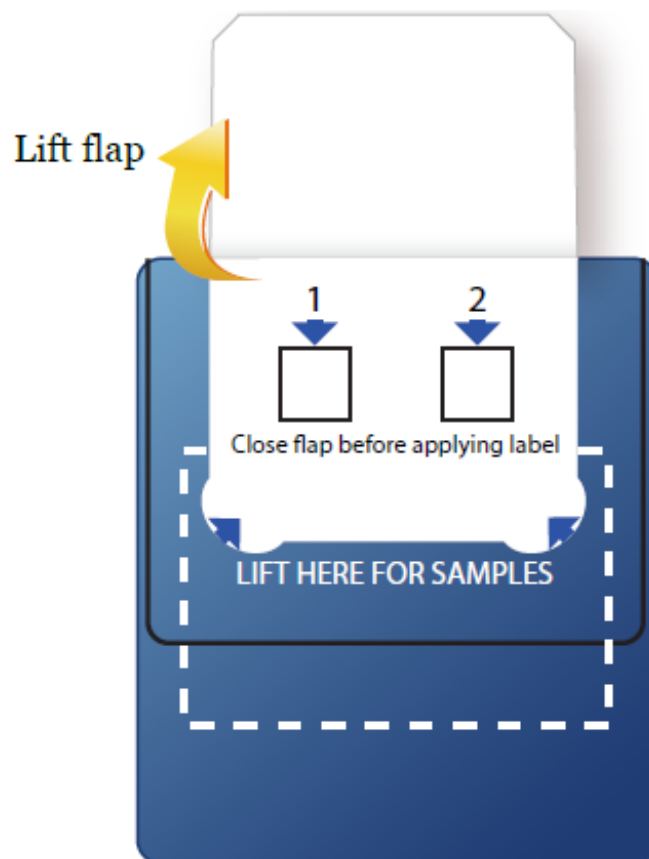 Lift flap
1 2
Close flap before applying label
LIFT HERE FOR SAMPLES